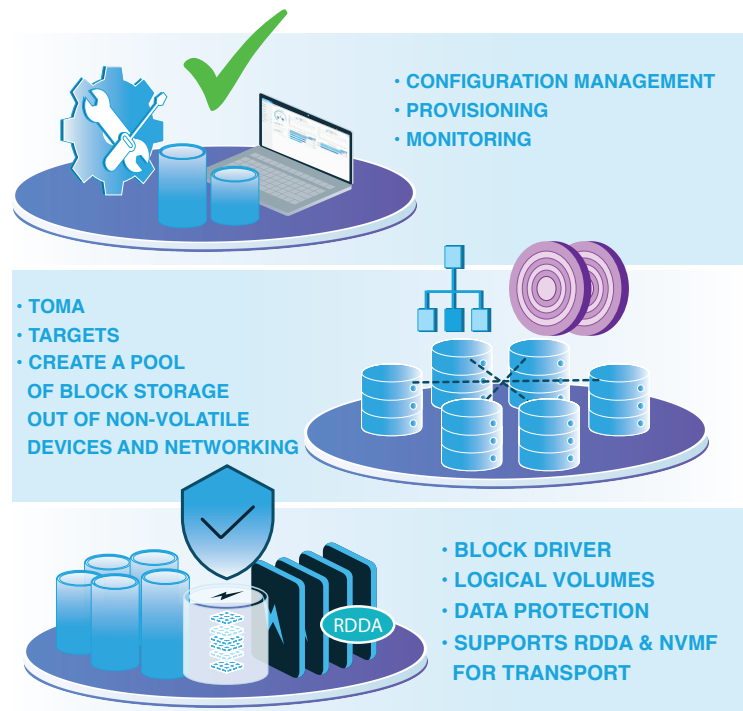 • CONFIGURATION MANAGEMENT
• PROVISIONING
• MONITORING
• TOMA
• TARGETS
• CREATE A POOL
OF BLOCK STORAGE
OUT OF NON-VOLATILE
DEVICES AND NETWORKING
RDDA
• BLOCK DRIVER
• LOGICAL VOLUMES
• DATA PROTECTION
• SUPPORTS RDDA & NVMF
FOR TRANSPORT